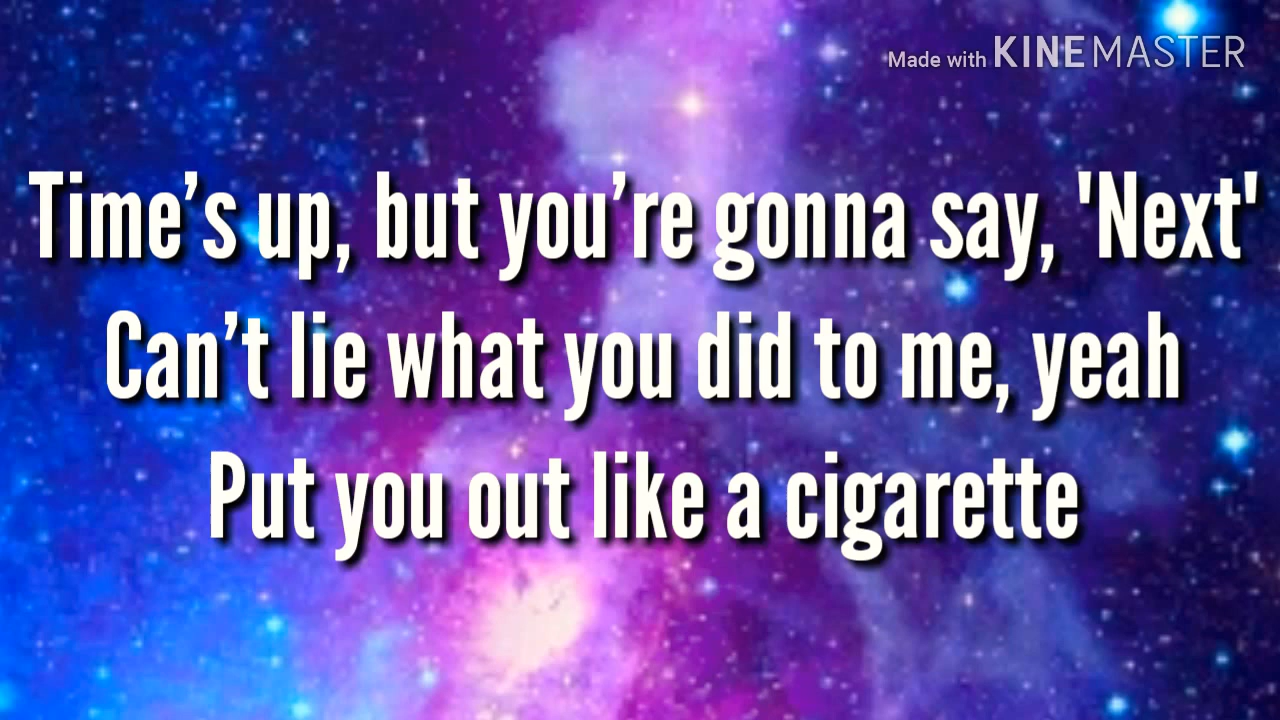 Made with KINEMASTER
Time’s up, but you’re gonna say, 'Next'
Can’t lie what you did to me, yeah
Put you out like a cigarette